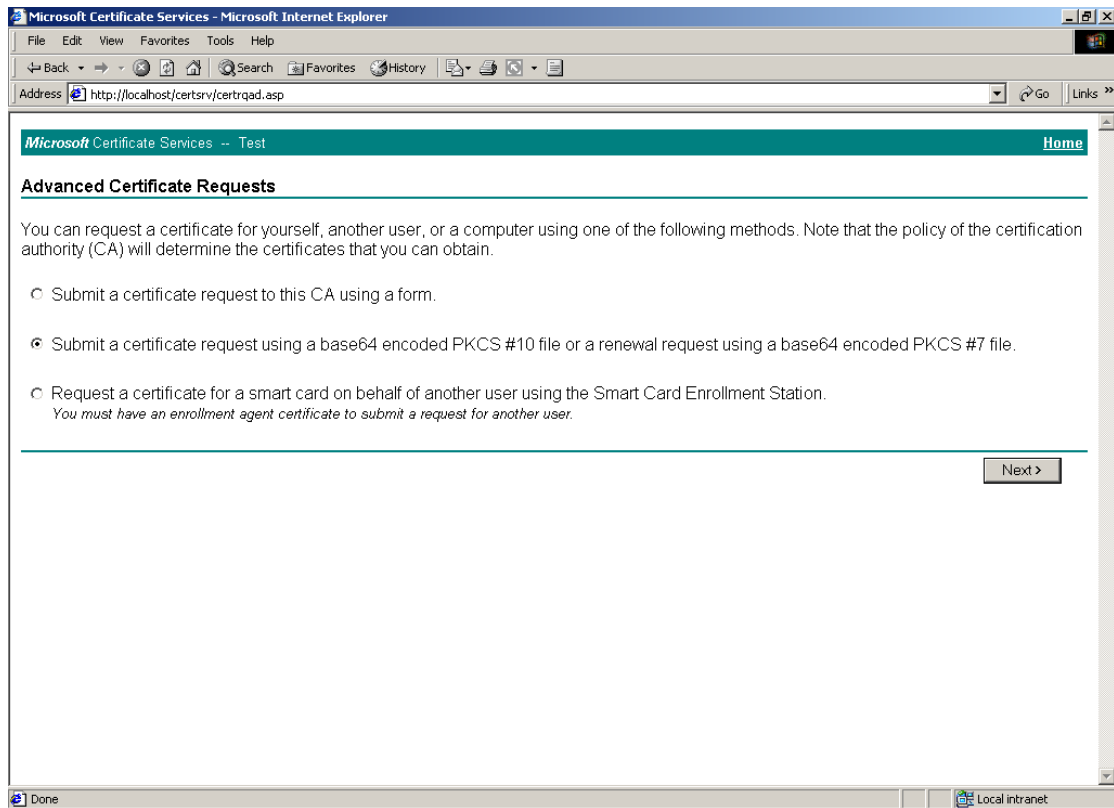 Microsoft Certificate Services - Microsoft Internet Explorer
File Edit View Favorites Tools Help
Back Search Favorites History
Address http://localhost/certsrv/certrqad.asp Go Links »
Microsoft Certificate Services -- Test Home
Advanced Certificate Requests
You can request a certificate for yourself, another user, or a computer using one of the following methods. Note that the policy of the certification
authority (CA) will determine the certificates that you can obtain.
Submit a certificate request to this CA using a form.
Submit a certificate request using a base64 encoded PKCS #10 file or a renewal request using a base64 encoded PKCS #7 file.
Request a certificate for a smart card on behalf of another user using the Smart Card Enrollment Station.
You must have an enrollment agent certificate to submit a request for another user.
Next >
Done Local intranet